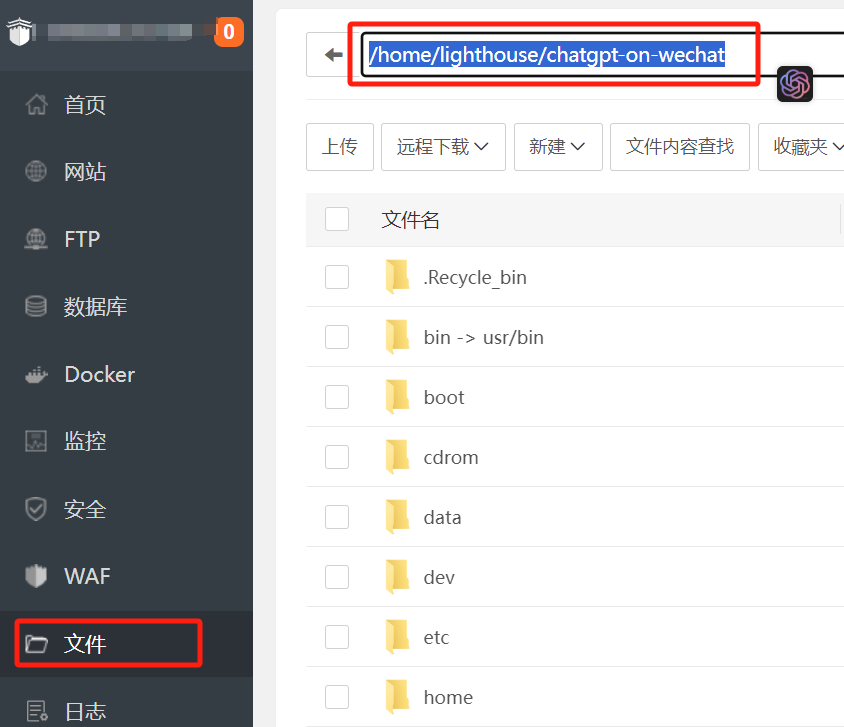 0
首页
网站
FTP
数据库
Docker
监控
安全
WAF
文件
日志
/home/lighthouse/chatgpt-on-wechat
上传
远程下载
新建
文件内容查找
收藏夹
文件名
.Recycle_bin
bin -> usr/bin
boot
cdrom
data
dev
etc
home